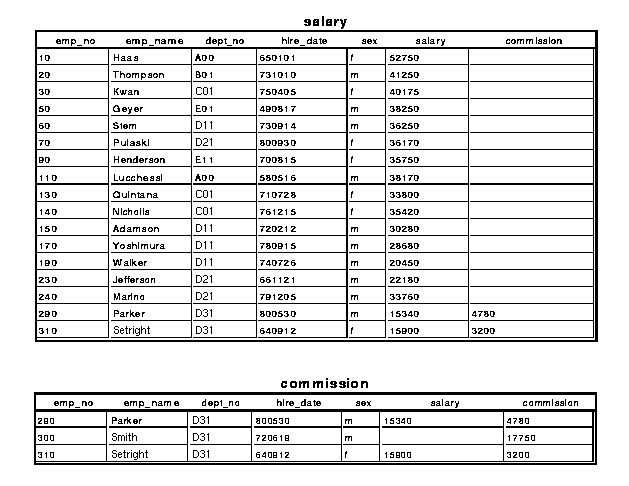 salary
emp_no emp_name dept_no hire_date sex salary commission
10 Haas A00 650101 f 52750
20 Thompson B01 731010 m 41250
30 Kwan C01 750405 f 40175
50 Geyer E01 490817 m 38250
60 Stem D11 730914 m 36250
70 Pulaski D21 800930 f 36170
90 Henderson E11 700815 f 35750
110 Lucchessi A00 580516 m 38170
130 Quintana C01 710728 f 33800
140 Nicholls C01 761215 f 35420
150 Adamson D11 720212 m 30280
170 Yoshimura D11 780915 m 28680
190 Walker D11 740726 m 20450
230 Jefferson D21 661121 m 22180
240 Marino D21 791205 m 33760
290 Parker D31 800530 m 15340 4780
310 Setright D31 640912 f 15900 3200
commission
emp_no emp_name dept_no hire_date sex salary commission
290 Parker D31 800530 m 15340 4780
300 Smith D31 720619 m 17750
310 Setright D31 640912 f 15900 3200